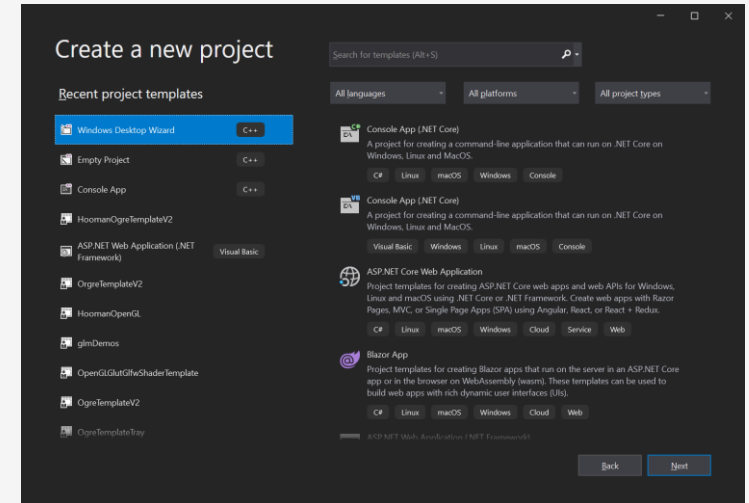 Create a new project
Recent project templates
Windows Desktop Wizard
C++
Empty Project
C++
Console App
C++
HoomanOgreTemplateV2
ASP.NET Web Application (.NET
Framework)
Visual Basic
OrgreTemplateV2
HoomanOpenGL
glmDemos
OpenGLGlutGlfwShaderTemplate
OgreTemplateV2
OgreTemplateTray
Search for templates (Alt+S)
All languages
All platforms
All project types
Console App (.NET Core)
A project for creating a command-line application that can run on .NET Core on
Windows, Linux and MacOS.
C# Linux macOS Windows Console
Console App (.NET Core)
A project for creating a command-line application that can run on .NET Core on
Windows, Linux and MacOS.
Visual Basic Windows Linux macOS Console
ASP.NET Core Web Application
Project templates for creating ASP.NET Core web apps and web APIs for Windows,
Linux and macOS using .NET Core or .NET Framework. Create web apps with Razor
Pages, MVC, or Single Page Apps (SPA) using Angular, React, or React + Redux.
C# Linux macOS Windows Cloud Service Web
Blazor App
Project templates for creating Blazor apps that run on the server in an ASP.NET Core
app or in the browser on WebAssembly (wasm). These templates can be used to
build web apps with rich dynamic user interfaces (UIs).
C# Linux macOS Windows Cloud Web
ASP.NET Web Application (.NET Framework)
Back
Next